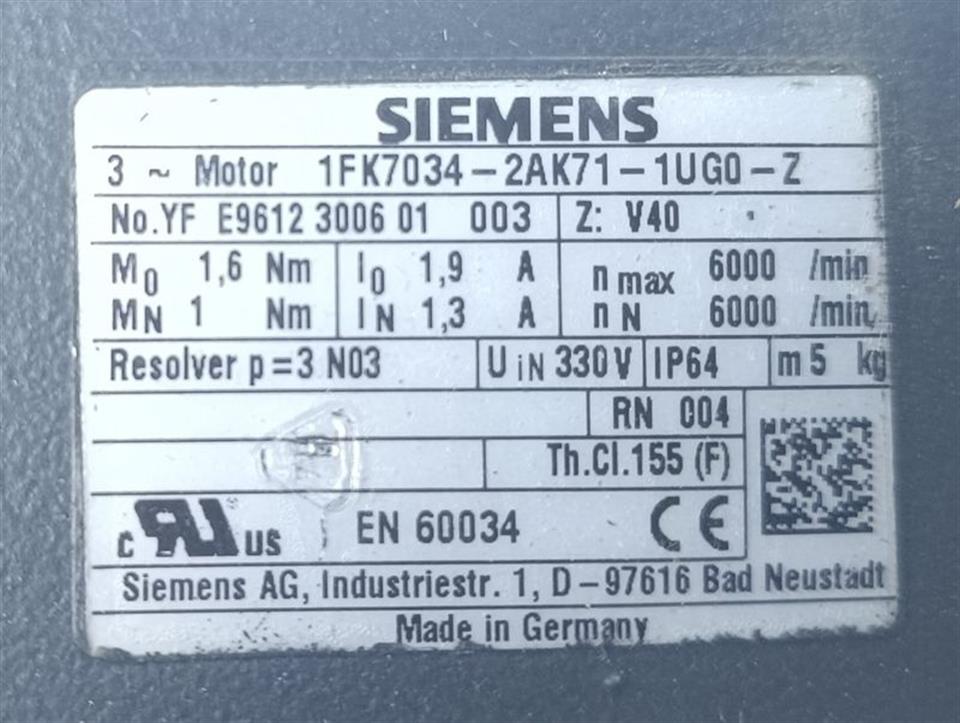 SIEMENS
3 ~ Motor 1FK7034-2AK71-1UG0-Z
No.YF E9612 3006 01 003 Z: V40
M0 1,6 Nm I0 1,9 A n max 6000 /min
MN 1 Nm IN 1,3 A n N 6000 /min
Resolver p=3 N03 U iN 330 V IP64 m 5 kg
RN 004
Th.Cl.155 (F)
c RU US EN 60034 CE
Siemens AG, Industriestr. 1, D-97616 Bad Neustadt
Made in Germany